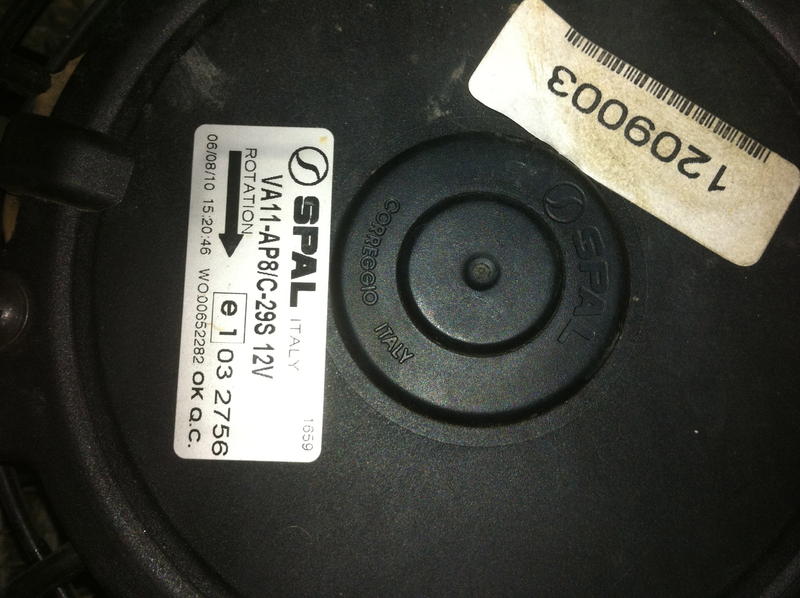 SPAL ITALY 1659
VA11-AP8/C-29S 12V
ROTATION e1 03 2756
06/08/10 15:20:46 WO00652282 OK Q.C.
SPAL
CORREGGIO ITALY
1209003